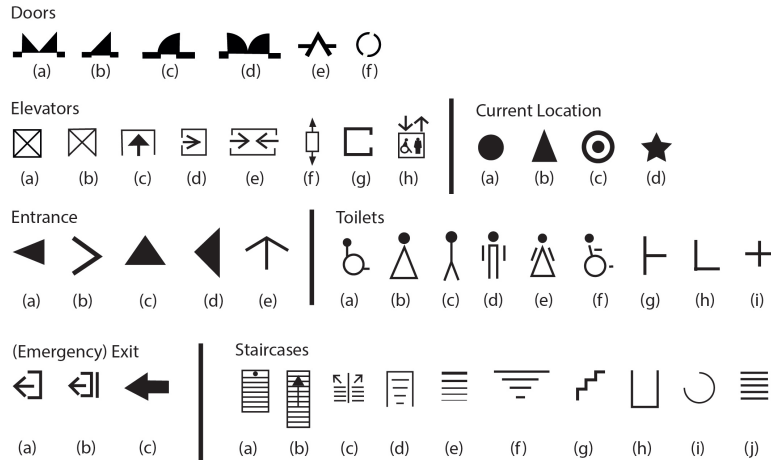 Doors
(a) (b) (c) (d) (e) (f)
Elevators
(a) (b) (c) (d) (e) (f) (g) (h)
Current Location
(a) (b) (c) (d)
Entrance
(a) (b) (c) (d) (e)
Toilets
(a) (b) (c) (d) (e) (f) (g) (h) (i)
(Emergency) Exit
(a) (b) (c)
Staircases
(a) (b) (c) (d) (e) (f) (g) (h) (i) (j)